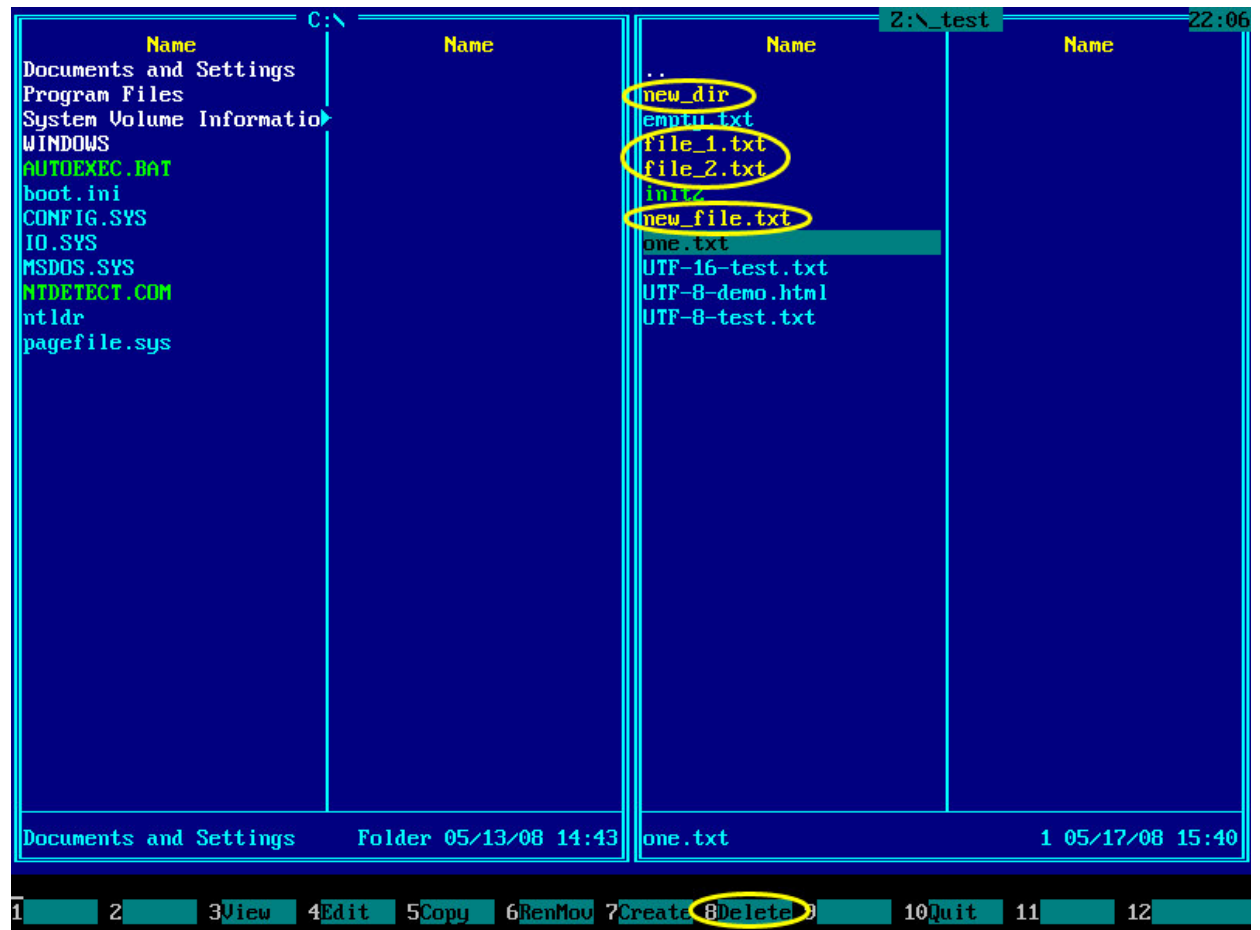 C:\
Name Name
Documents and Settings
Program Files
System Volume Informatio
WINDOWS
AUTOEXEC.BAT
boot.ini
CONFIG.SYS
IO.SYS
MSDOS.SYS
NTDETECT.COM
ntldr
pagefile.sys
Documents and Settings Folder 05/13/08 14:43
Z:\_test 22:06
Name Name
..
new_dir
empty.txt
file_1.txt
file_2.txt
init2
new_file.txt
one.txt
UTF-16-test.txt
UTF-8-demo.html
UTF-8-test.txt
one.txt 1 05/17/08 15:40
1 2 3View 4Edit 5Copy 6RenMov 7Create 8Delete 9 10Quit 11 12